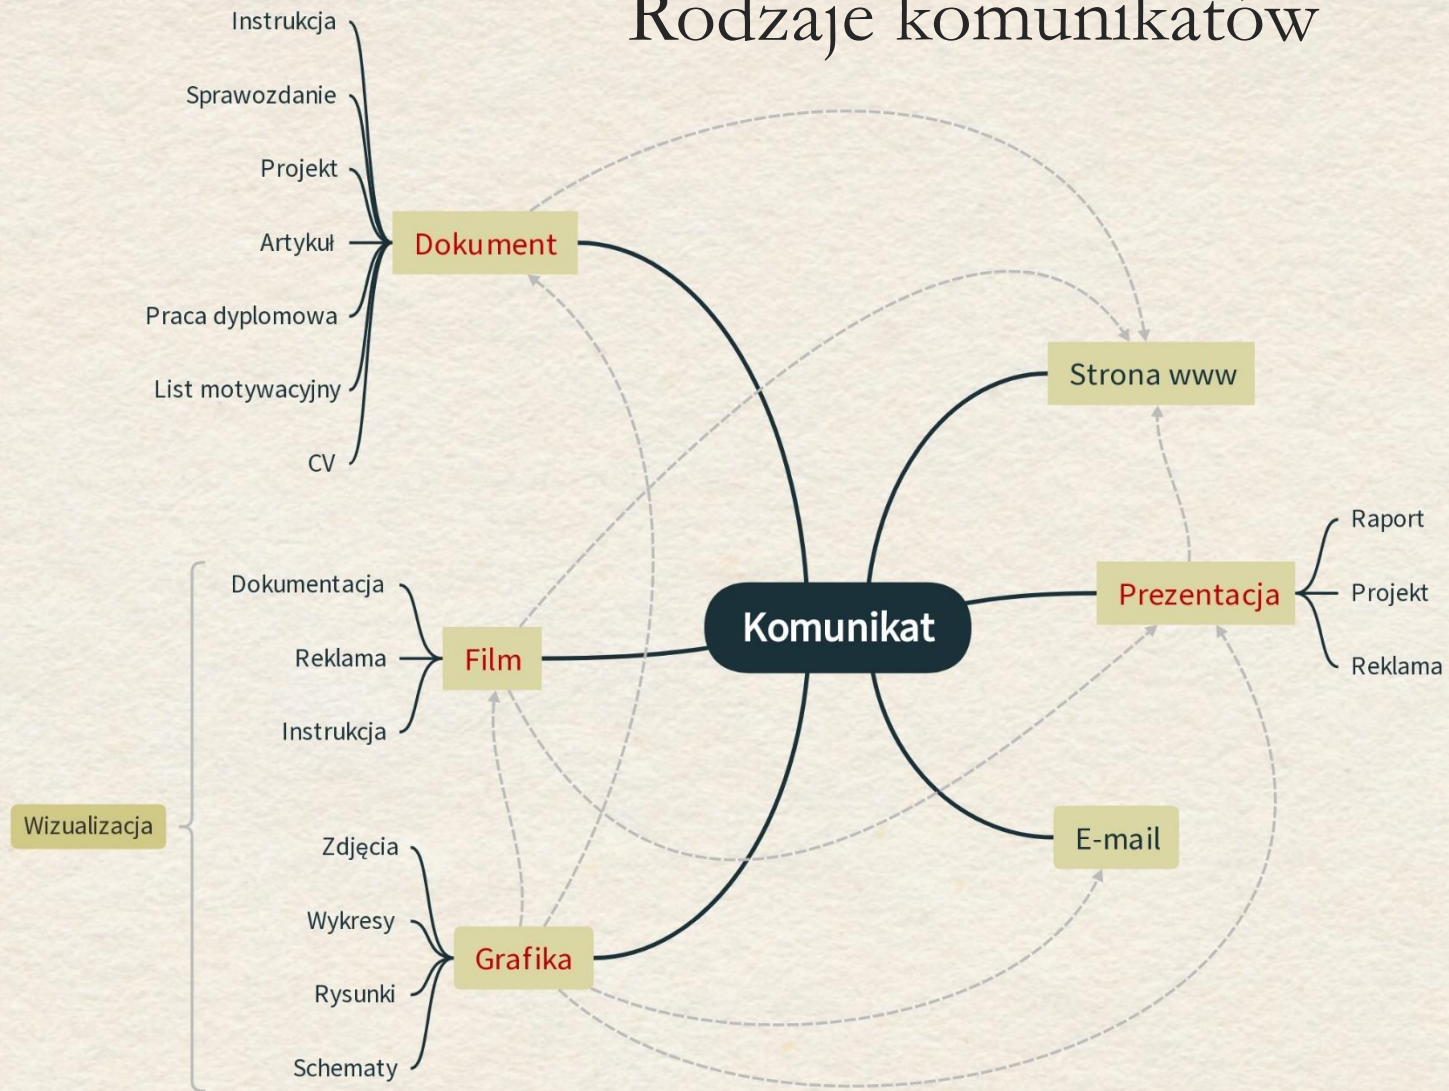 Rodzaje komunikatów
Instrukcja
Sprawozdanie
Projekt
Artykuł
Praca dyplomowa
List motywacyjny
CV
Dokument
Strona www
Komunikat
Prezentacja
Raport
Projekt
Reklama
Dokumentacja
Reklama
Instrukcja
Film
Wizualizacja
E-mail
Zdjęcia
Wykresy
Rysunki
Schematy
Grafika